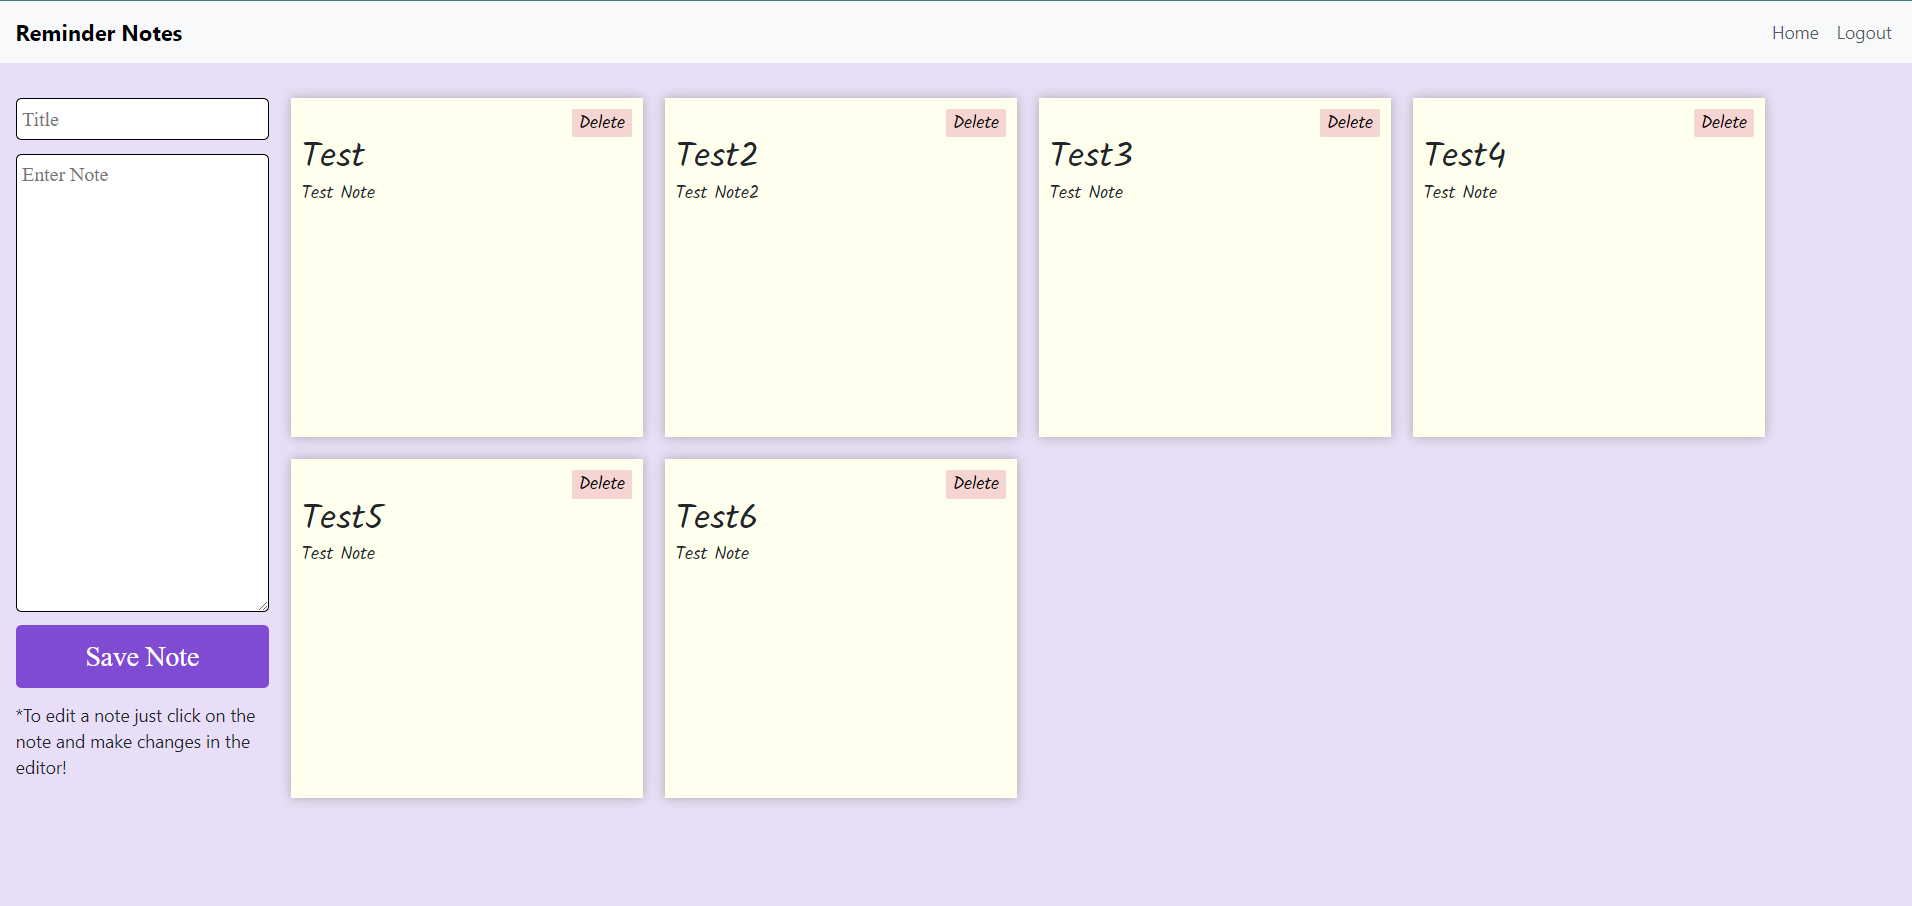 Reminder Notes
Home
Logout
Title
Enter Note
Save Note
*To edit a note just click on the
note and make changes in the
editor!
Delete
Test
Test Note
Delete
Test2
Test Note2
Delete
Test3
Test Note
Delete
Test4
Test Note
Delete
Test5
Test Note
Delete
Test6
Test Note